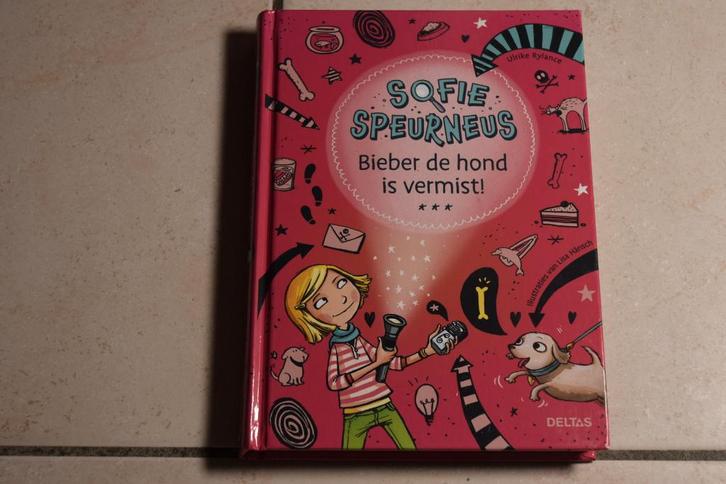 Ulrike Rylance
SOFIE
SPEURNEUS
Bieber de hond
is vermist!
Illustraties van Lisa Hänsch
DELTAS